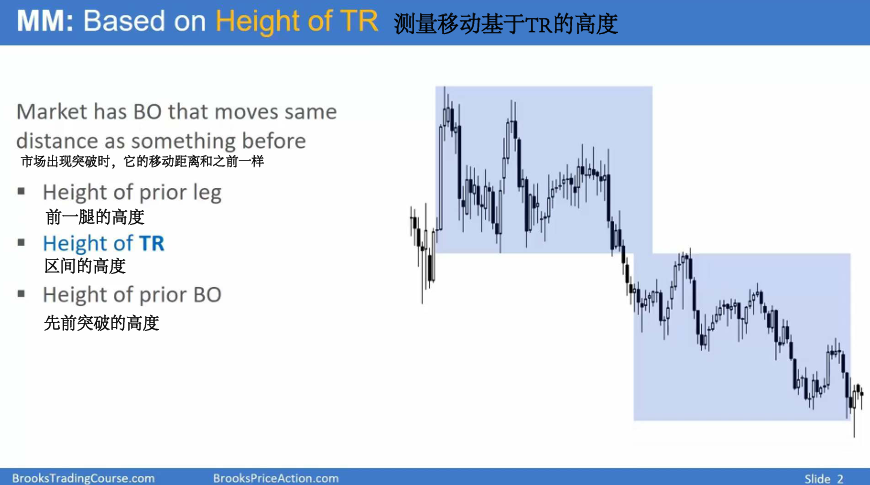 MM: Based on Height of TR 测量移动基于TR的高度
Market has BO that moves same
distance as something before
市场出现突破时，它的移动距离和之前一样
▪ Height of prior leg
前一腿的高度
▪ Height of TR
区间的高度
▪ Height of prior BO
先前突破的高度
BrooksTradingCourse.com BrooksPriceAction.com Slide 2